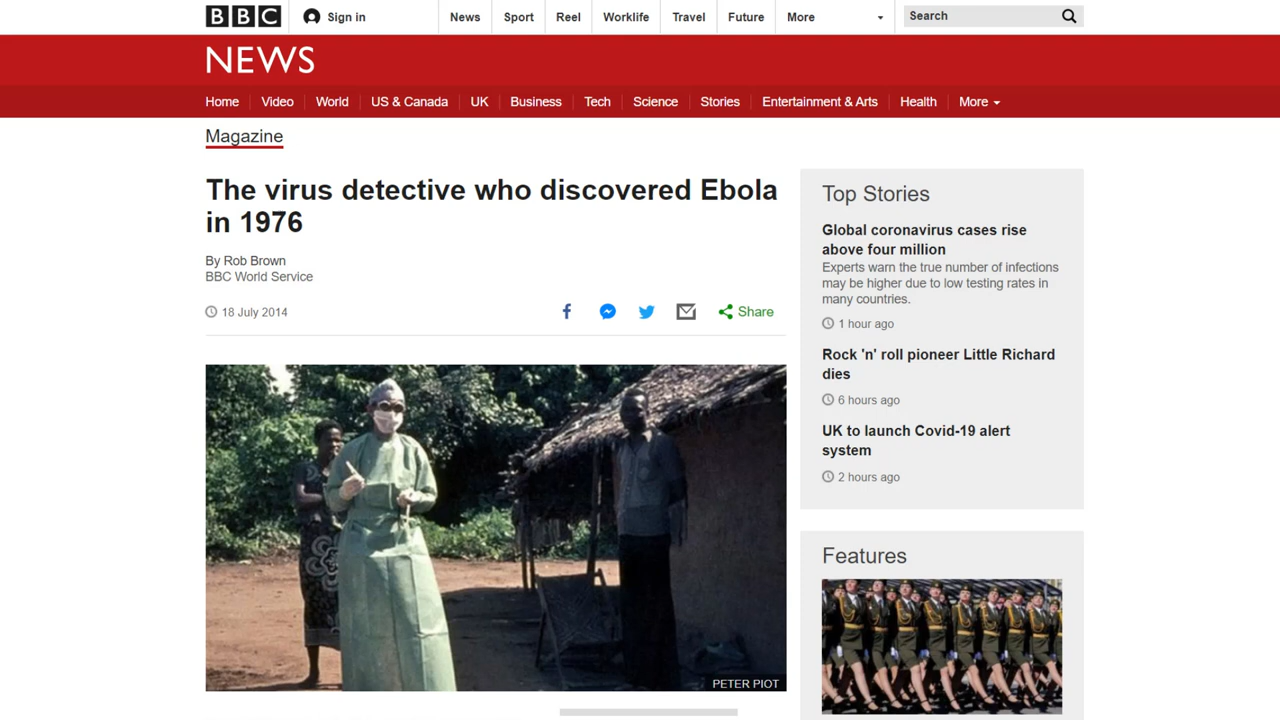 BBC Sign in News Sport Reel Worklife Travel Future More Search
NEWS
Home Video World US & Canada UK Business Tech Science Stories Entertainment & Arts Health More
Magazine
The virus detective who discovered Ebola
in 1976
By Rob Brown
BBC World Service
18 July 2014
Share
PETER PIOT
Top Stories
Global coronavirus cases rise
above four million
Experts warn the true number of infections
may be higher due to low testing rates in
many countries.
1 hour ago
Rock 'n' roll pioneer Little Richard
dies
6 hours ago
UK to launch Covid-19 alert
system
2 hours ago
Features